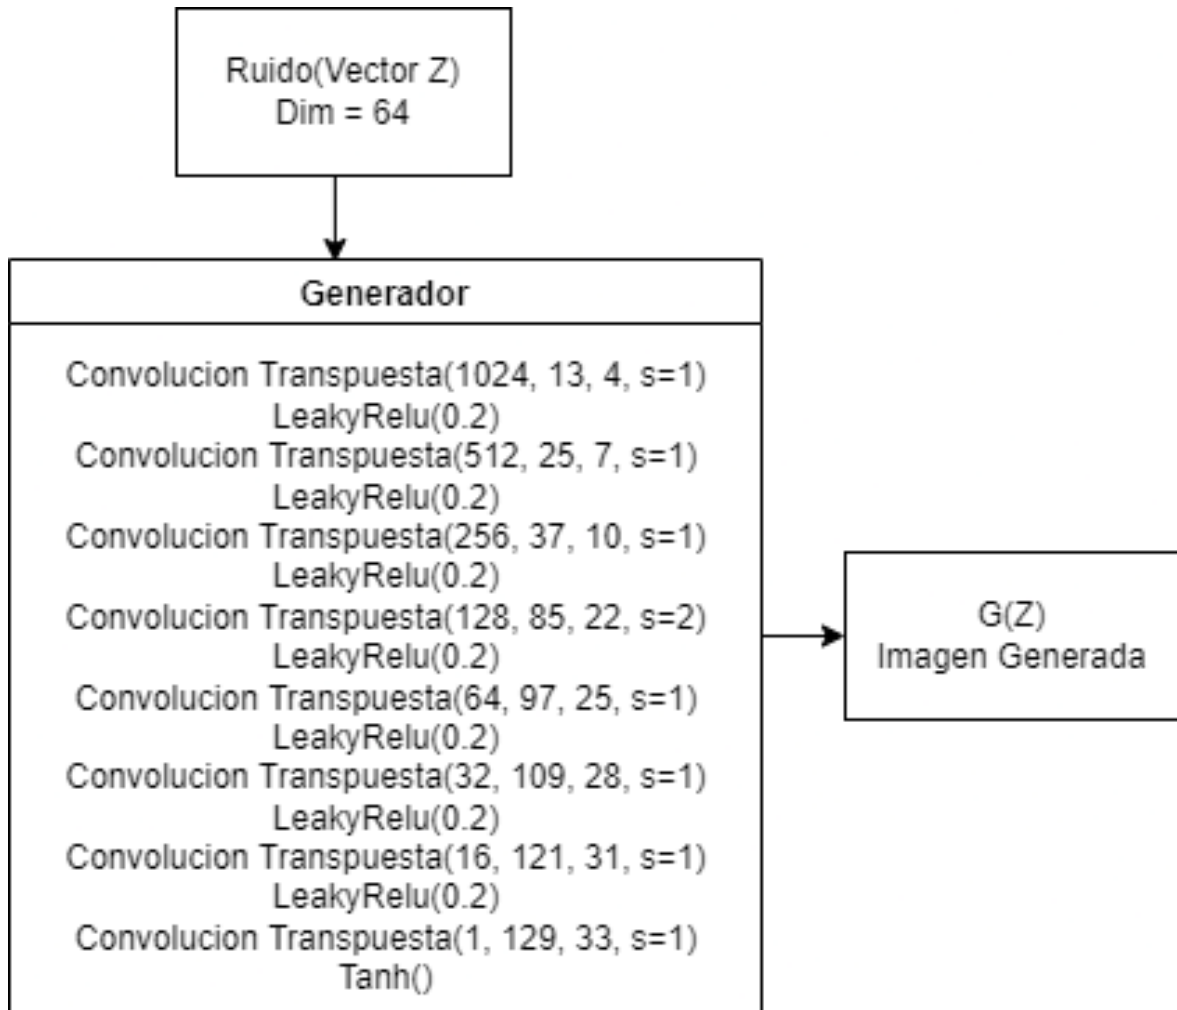 Ruido(Vector Z)
Dim = 64
Generador
Convolucion Transpuesta(1024, 13, 4, s=1)
LeakyRelu(0.2)
Convolucion Transpuesta(512, 25, 7, s=1)
LeakyRelu(0.2)
Convolucion Transpuesta(256, 37, 10, s=1)
LeakyRelu(0.2)
Convolucion Transpuesta(128, 85, 22, s=2)
LeakyRelu(0.2)
Convolucion Transpuesta(64, 97, 25, s=1)
LeakyRelu(0.2)
Convolucion Transpuesta(32, 109, 28, s=1)
LeakyRelu(0.2)
Convolucion Transpuesta(16, 121, 31, s=1)
LeakyRelu(0.2)
Convolucion Transpuesta(1, 129, 33, s=1)
Tanh()
G(Z)
Imagen Generada